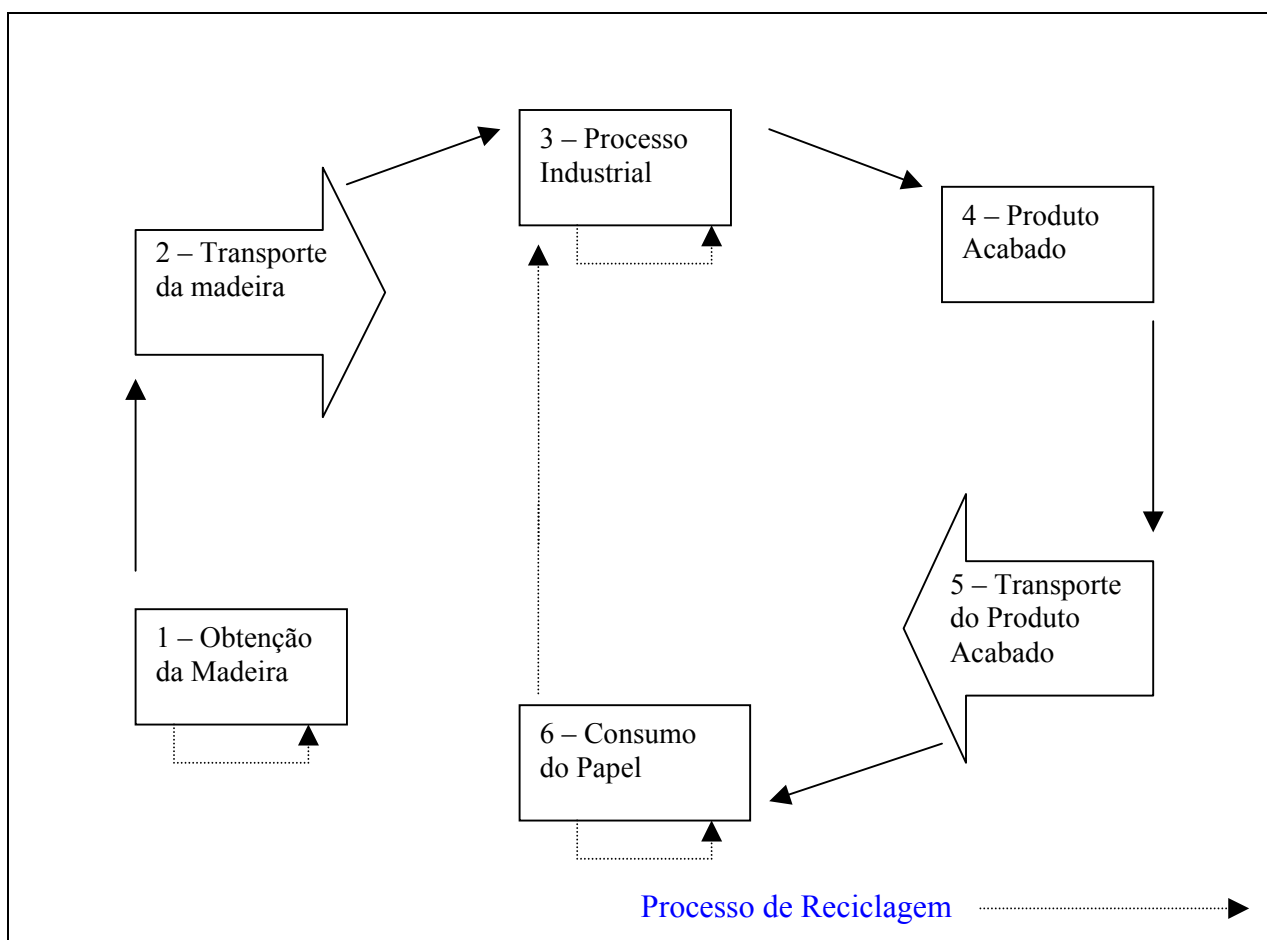 1 – Obtenção
da Madeira
2 – Transporte
da madeira
3 – Processo
Industrial
4 – Produto
Acabado
5 – Transporte
do Produto
Acabado
6 – Consumo
do Papel
Processo de Reciclagem